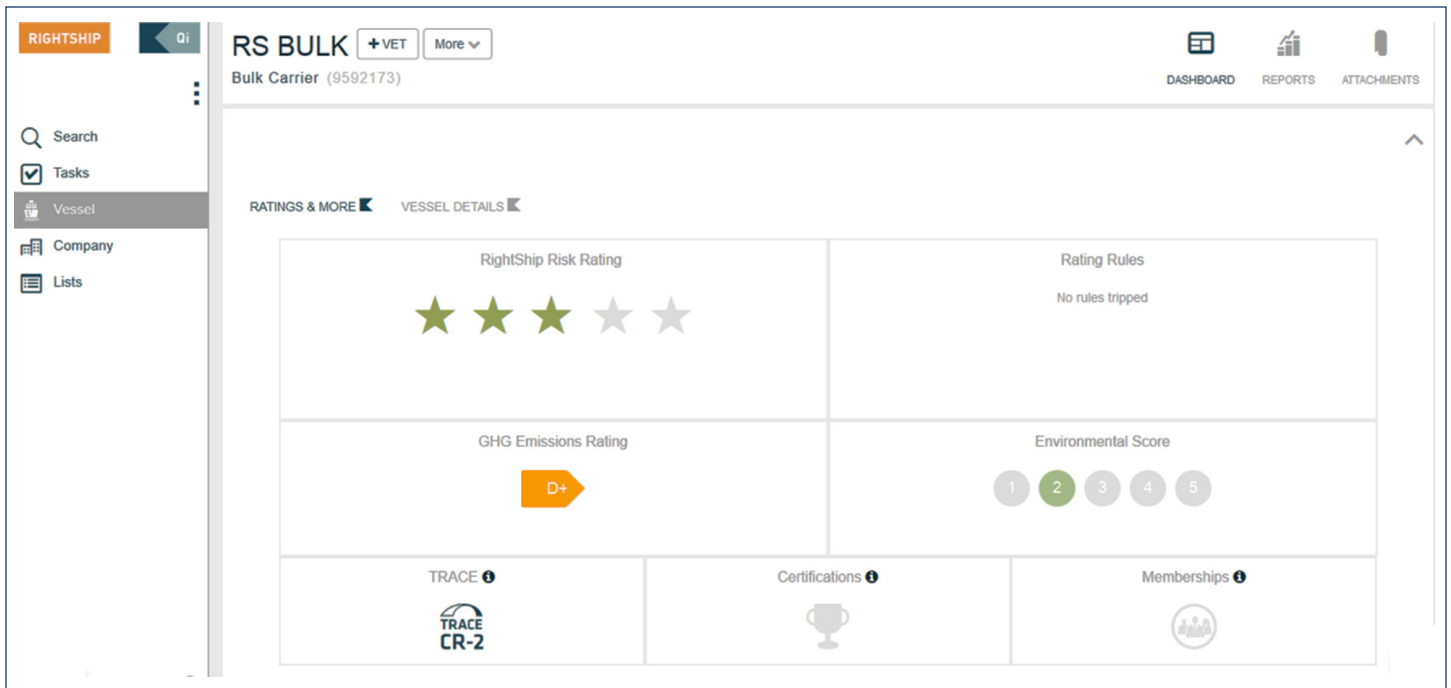 RIGHTSHIP
Qi
Search
Tasks
Vessel
Company
Lists
RS BULK
+VET
More
Bulk Carrier (9592173)
DASHBOARD
REPORTS
ATTACHMENTS
RATINGS & MORE
VESSEL DETAILS
RightShip Risk Rating
Rating Rules
No rules tripped
GHG Emissions Rating
D+
Environmental Score
1 2 3 4 5
TRACE
TRACE
CR-2
Certifications
Memberships